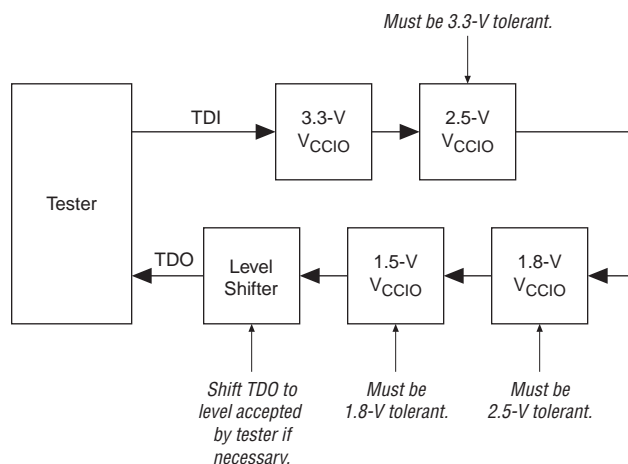 Must be 3.3-V tolerant.
TDI
3.3-V
VCCIO
2.5-V
VCCIO
Tester
TDO
Level
Shifter
1.5-V
VCCIO
1.8-V
VCCIO
Shift TDO to
level accepted
by tester if
necessary.
Must be
1.8-V tolerant.
Must be
2.5-V tolerant.